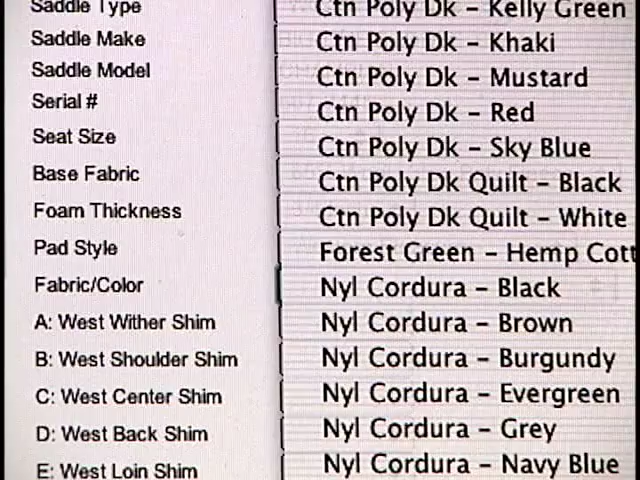 Saddle Type
Saddle Make
Saddle Model
Serial #
Seat Size
Base Fabric
Foam Thickness
Pad Style
Fabric/Color
A: West Wither Shim
B: West Shoulder Shim
C: West Center Shim
D: West Back Shim
E: West Loin Shim
Ctn Poly Dk – Kelly Green
Ctn Poly Dk – Khaki
Ctn Poly Dk – Mustard
Ctn Poly Dk – Red
Ctn Poly Dk – Sky Blue
Ctn Poly Dk Quilt – Black
Ctn Poly Dk Quilt – White
Forest Green – Hemp Cott
Nyl Cordura – Black
Nyl Cordura – Brown
Nyl Cordura – Burgundy
Nyl Cordura – Evergreen
Nyl Cordura – Grey
Nyl Cordura – Navy Blue